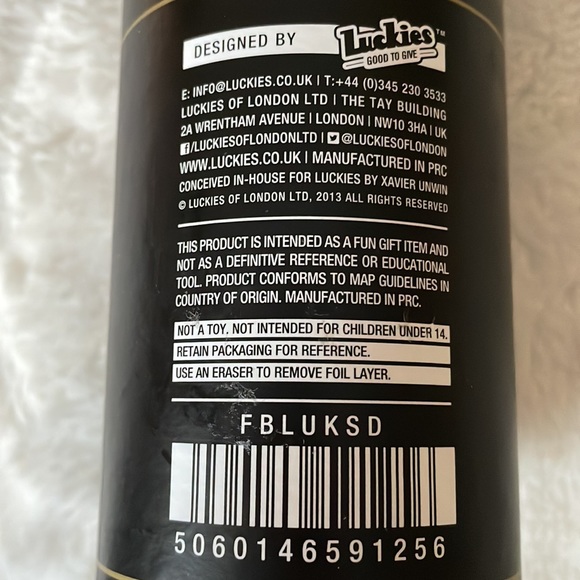 DESIGNED BY Luckies™
GOOD TO GIVE
E: INFO@LUCKIES.CO.UK | T:+44 (0)345 230 3533
LUCKIES OF LONDON LTD | THE TAY BUILDING
2A WRENTHAM AVENUE | LONDON | NW10 3HA | UK
f/LUCKIESOFLONDONLTD | @LUCKIESOFLONDON
WWW.LUCKIES.CO.UK | MANUFACTURED IN PRC
CONCEIVED IN-HOUSE FOR LUCKIES BY XAVIER UNWIN
© LUCKIES OF LONDON LTD, 2013 ALL RIGHTS RESERVED
THIS PRODUCT IS INTENDED AS A FUN GIFT ITEM AND
NOT AS A DEFINITIVE REFERENCE OR EDUCATIONAL
TOOL. PRODUCT CONFORMS TO MAP GUIDELINES IN
COUNTRY OF ORIGIN. MANUFACTURED IN PRC.
NOT A TOY. NOT INTENDED FOR CHILDREN UNDER 14.
RETAIN PACKAGING FOR REFERENCE.
USE AN ERASER TO REMOVE FOIL LAYER.
FBLUKSD
5060146591256